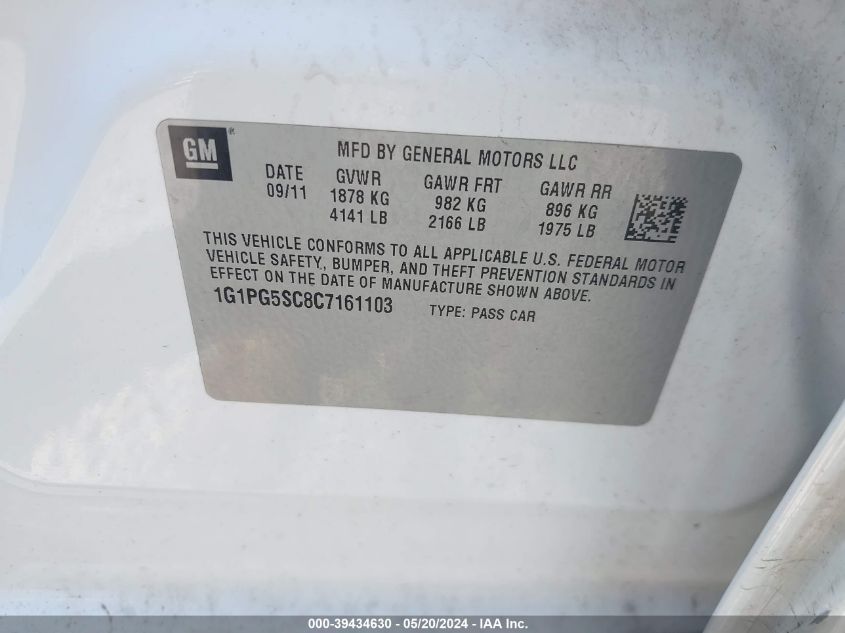 GM®
MFD BY GENERAL MOTORS LLC
DATE GVWR GAWR FRT GAWR RR
09/11 1878 KG 982 KG 896 KG
4141 LB 2166 LB 1975 LB
THIS VEHICLE CONFORMS TO ALL APPLICABLE U.S. FEDERAL MOTOR
VEHICLE SAFETY, BUMPER, AND THEFT PREVENTION STANDARDS IN
EFFECT ON THE DATE OF MANUFACTURE SHOWN ABOVE.
1G1PG5SC8C7161103 TYPE: PASS CAR
000-39434630 - 05/20/2024 - IAA Inc.